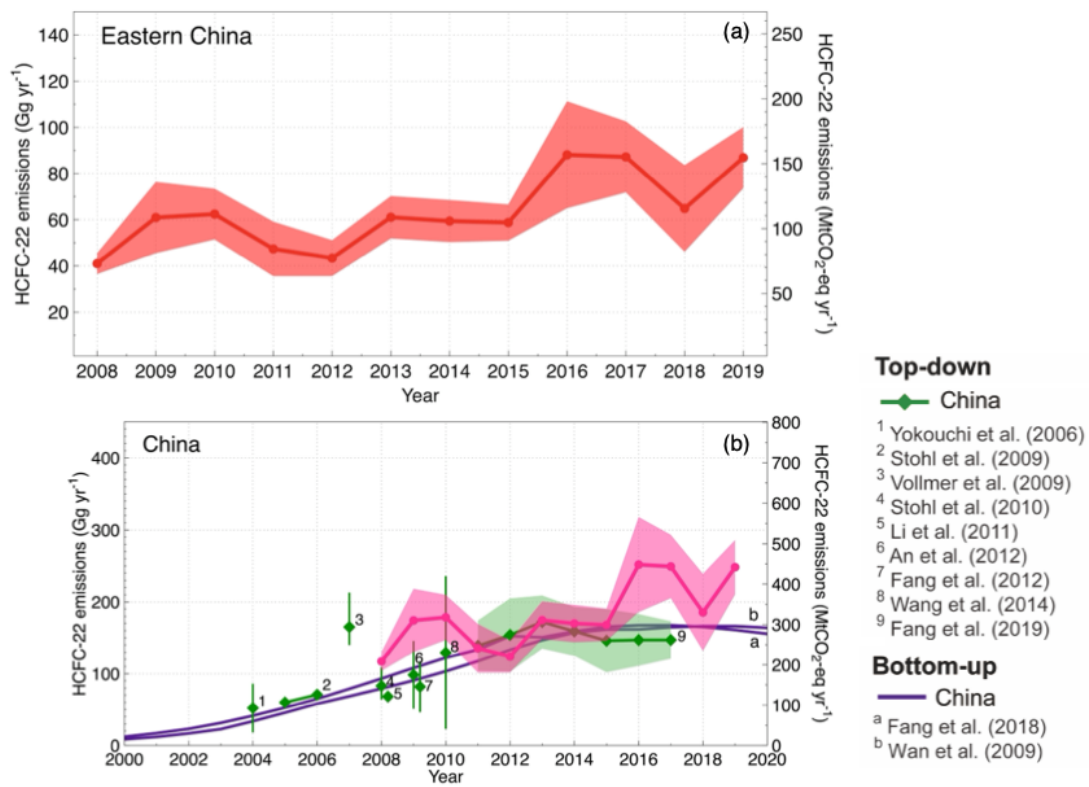 Eastern China
(a)
HCFC-22 emissions (Gg yr⁻¹)
140
120
100
80
60
40
20
250
200
150
100
50
HCFC-22 emissions (MtCO₂-eq yr⁻¹)
2008 2009 2010 2011 2012 2013 2014 2015 2016 2017 2018 2019
Year
China
(b)
HCFC-22 emissions (Gg yr⁻¹)
400
300
200
100
0
800
700
600
500
400
300
200
100
0
HCFC-22 emissions (MtCO₂-eq yr⁻¹)
1
2
3
4
5
6
7
8
9
b
a
2000 2002 2004 2006 2008 2010 2012 2014 2016 2018 2020
Year
Top-down
China
¹ Yokouchi et al. (2006)
² Stohl et al. (2009)
³ Vollmer et al. (2009)
⁴ Stohl et al. (2010)
⁵ Li et al. (2011)
⁶ An et al. (2012)
⁷ Fang et al. (2012)
⁸ Wang et al. (2014)
⁹ Fang et al. (2019)
Bottom-up
China
ᵃ Fang et al. (2018)
ᵇ Wan et al. (2009)